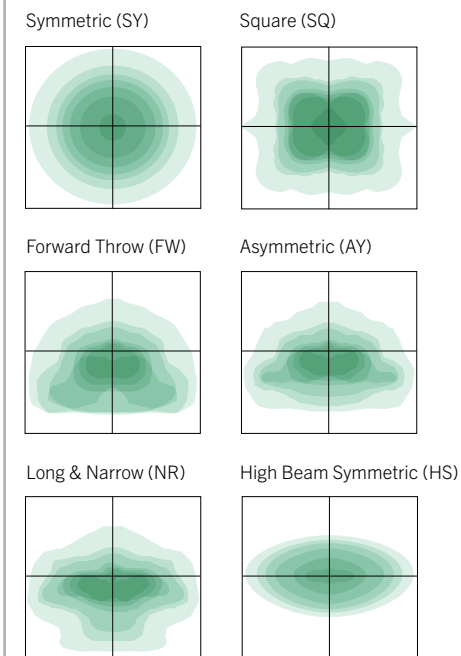 Symmetric (SY)
Square (SQ)
Forward Throw (FW)
Asymmetric (AY)
Long & Narrow (NR)
High Beam Symmetric (HS)